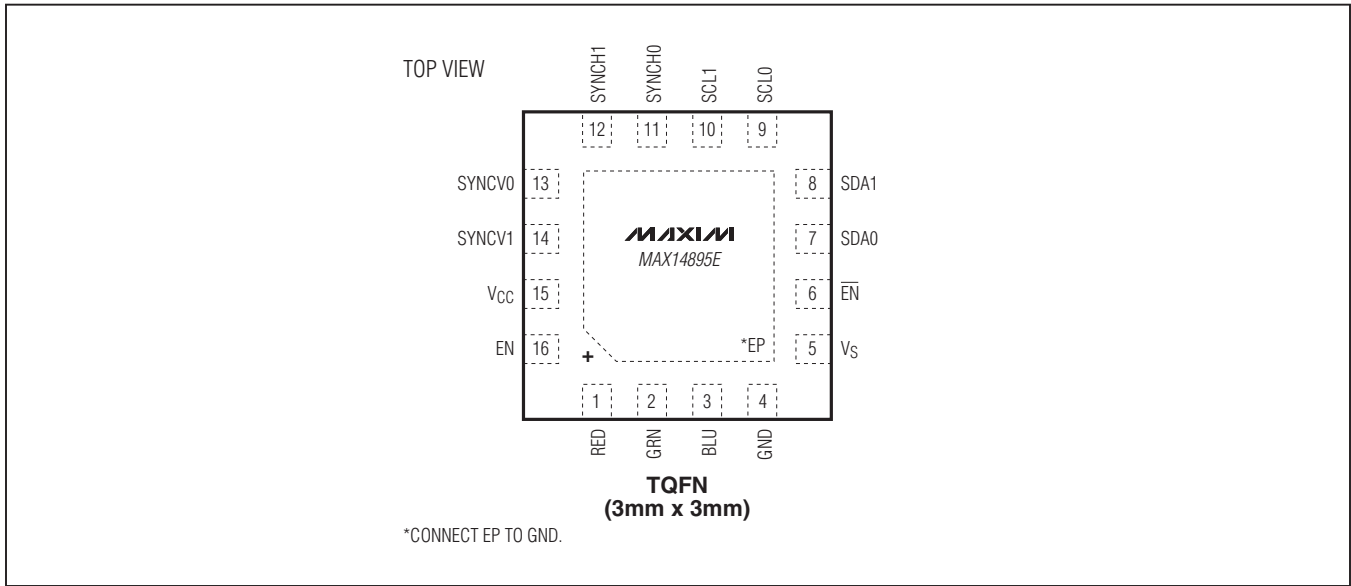 TOP VIEW
SYNCH1
SYNCH0
SCL1
SCL0
12
11
10
9
SYNCV0 13
8 SDA1
MAXIM
SYNCV1 14
7 SDA0
MAX14895E
VCC 15
6 EN
EN 16
*EP
5 VS
+
1
2
3
4
RED
GRN
BLU
GND
TQFN
(3mm x 3mm)
*CONNECT EP TO GND.